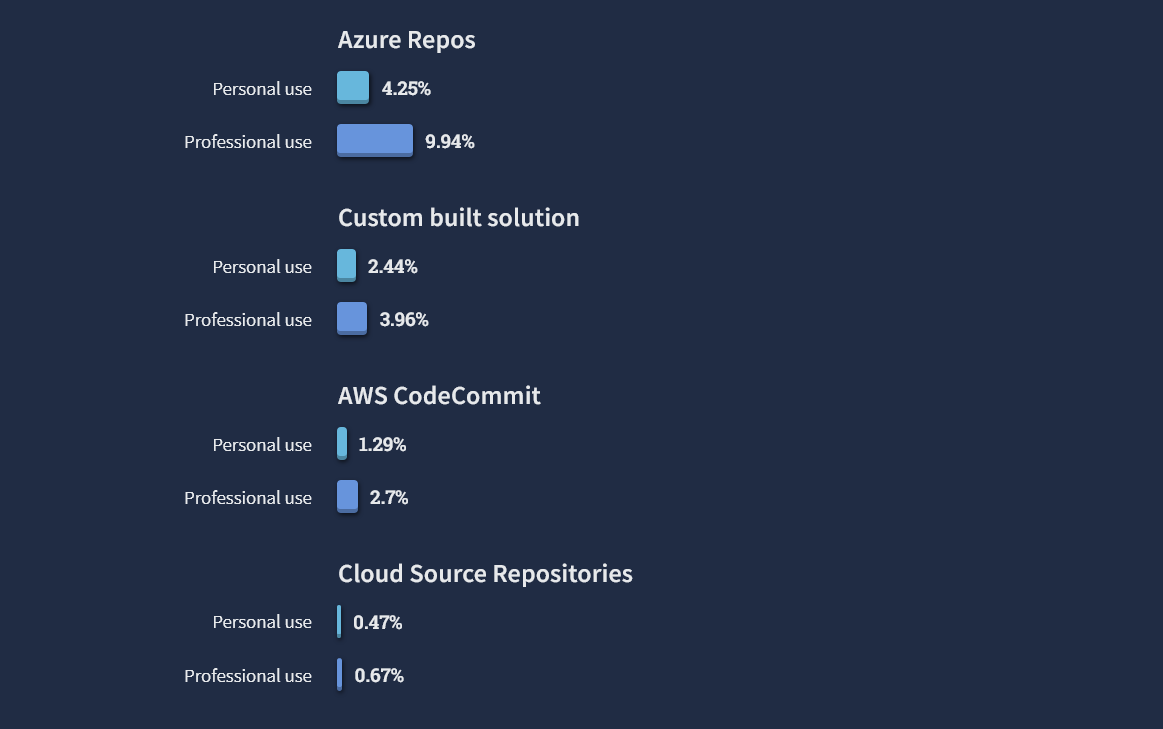 Azure Repos
Personal use 4.25%
Professional use 9.94%
Custom built solution
Personal use 2.44%
Professional use 3.96%
AWS CodeCommit
Personal use 1.29%
Professional use 2.7%
Cloud Source Repositories
Personal use 0.47%
Professional use 0.67%